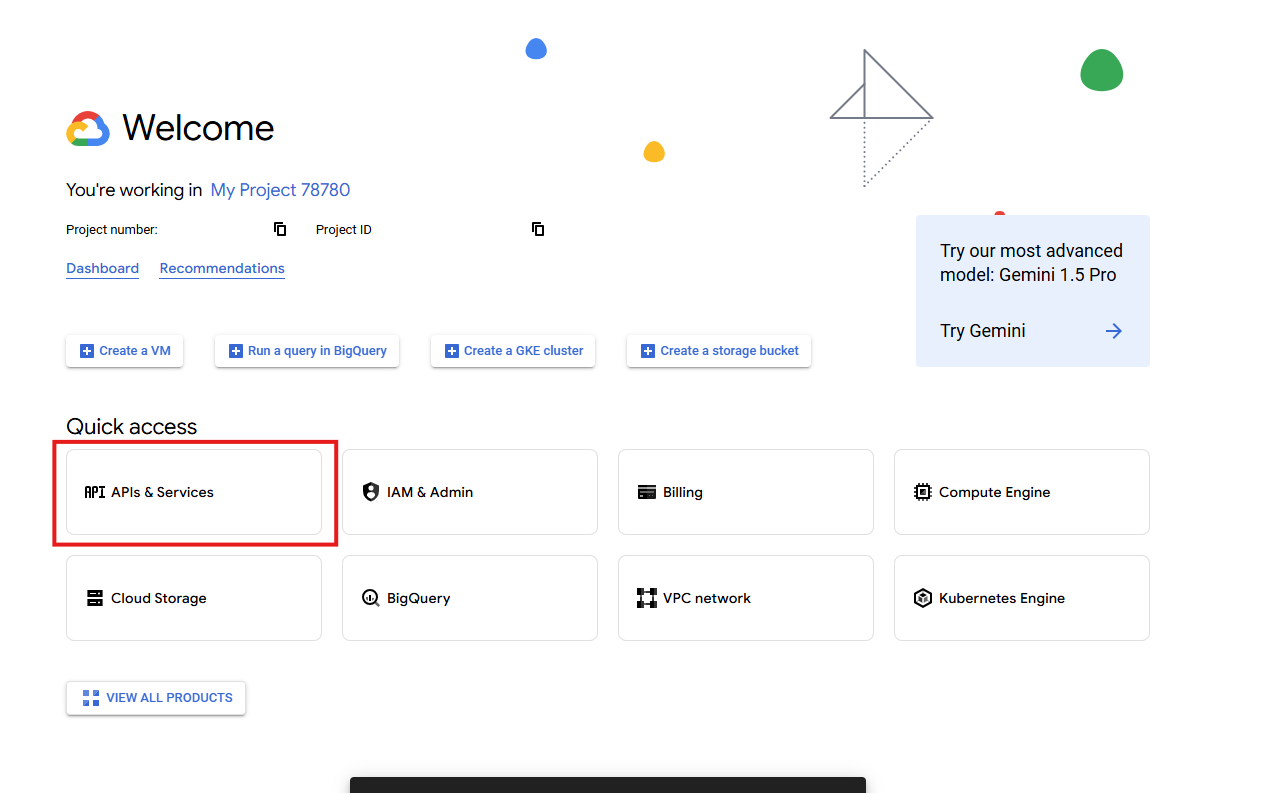 Welcome
You're working in My Project 78780
Project number: Project ID
Dashboard Recommendations
Try our most advanced
model: Gemini 1.5 Pro
Try Gemini
Create a VM Run a query in BigQuery Create a GKE cluster Create a storage bucket
Quick access
API APIs & Services IAM & Admin Billing Compute Engine
Cloud Storage BigQuery VPC network Kubernetes Engine
VIEW ALL PRODUCTS